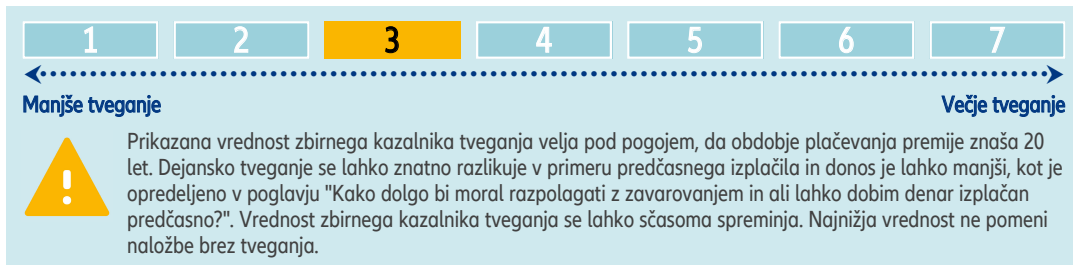 1 2 3 4 5 6 7
Manjše tveganje Večje tveganje
Prikazana vrednost zbirnega kazalnika tveganja velja pod pogojem, da obdobje plačevanja premije znaša 20
let. Dejansko tveganje se lahko znatno razlikuje v primeru predčasnega izplačila in donos je lahko manjši, kot je
opredeljeno v poglavju "Kako dolgo bi moral razpolagati z zavarovanjem in ali lahko dobim denar izplačan
predčasno?". Vrednost zbirnega kazalnika tveganja se lahko sčasoma spreminja. Najnižja vrednost ne pomeni
naložbe brez tveganja.